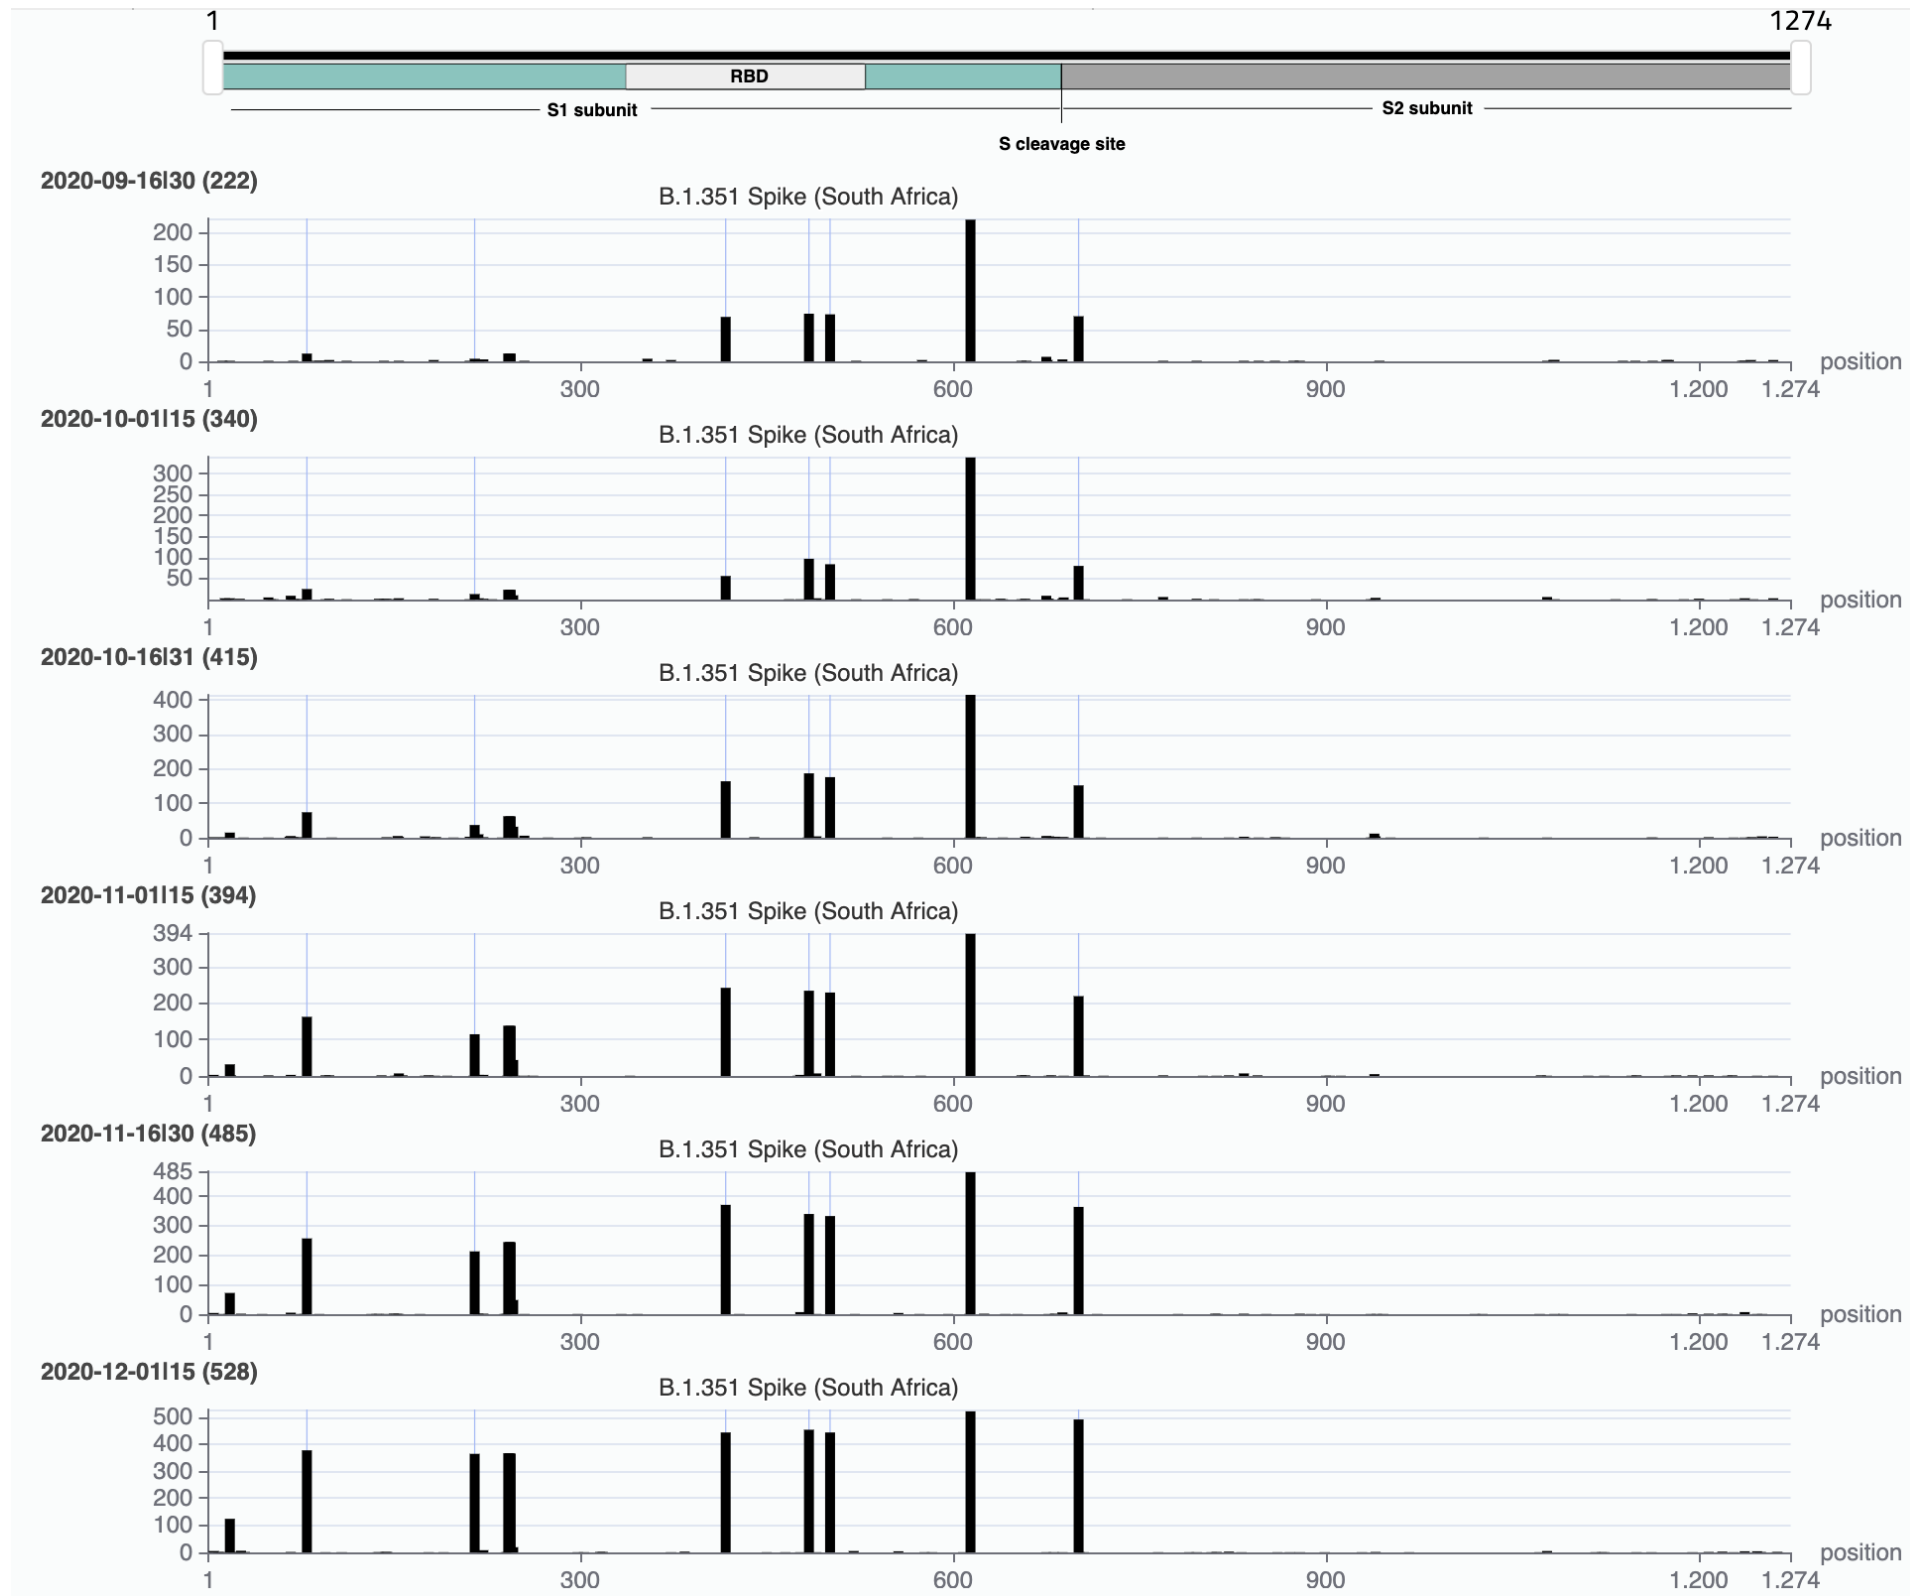 1 1274
RBD
S1 subunit S2 subunit
S cleavage site
2020-09-16|30 (222)
B.1.351 Spike (South Africa)
200
150
100
50
0 position
1 300 600 900 1.200 1.274
2020-10-01|15 (340)
B.1.351 Spike (South Africa)
300
250
200
150
100
50
position
1 300 600 900 1.200 1.274
2020-10-16|31 (415)
B.1.351 Spike (South Africa)
400
300
200
100
0 position
1 300 600 900 1.200 1.274
2020-11-01|15 (394)
B.1.351 Spike (South Africa)
394
300
200
100
0 position
1 300 600 900 1.200 1.274
2020-11-16|30 (485)
B.1.351 Spike (South Africa)
485
400
300
200
100
0 position
1 300 600 900 1.200 1.274
2020-12-01|15 (528)
B.1.351 Spike (South Africa)
500
400
300
200
100
0 position
1 300 600 900 1.200 1.274